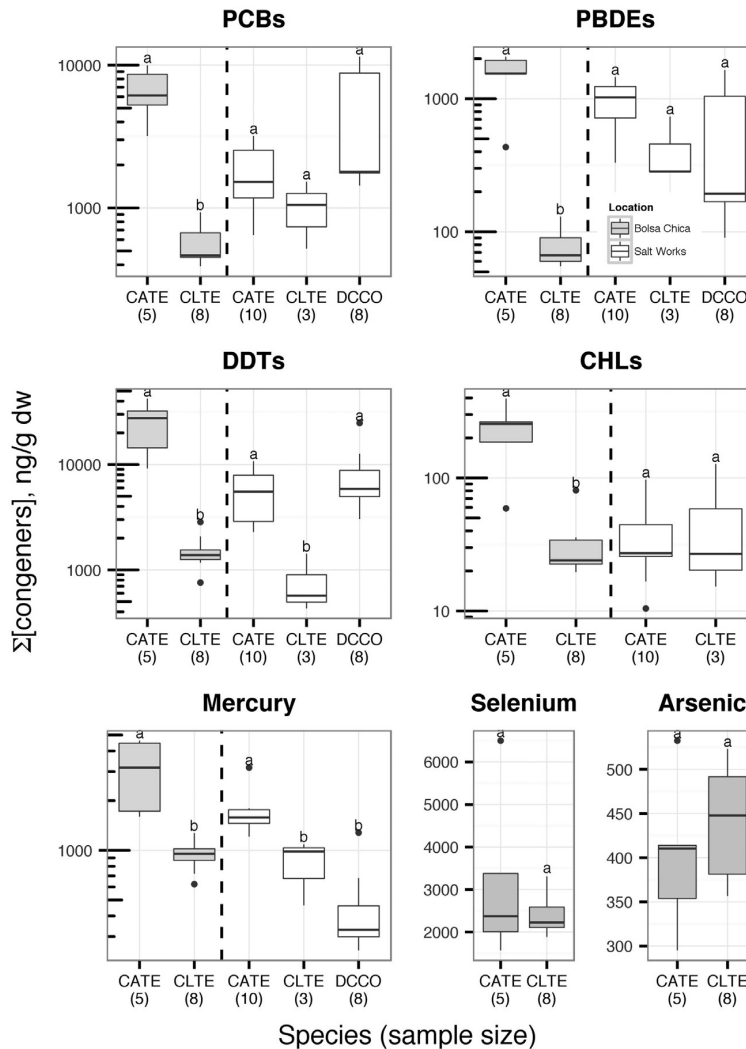 PCBs
PBDEs
10000
1000
a
b
a
a
a
CATE
(5)
CLTE
(8)
CATE
(10)
CLTE
(3)
DCCO
(8)
1000
100
a
b
a
a
a
Location
Bolsa Chica
Salt Works
CATE
(5)
CLTE
(8)
CATE
(10)
CLTE
(3)
DCCO
(8)
Σ[congeners], ng/g dw
DDTs
CHLs
10000
1000
a
b
a
b
a
CATE
(5)
CLTE
(8)
CATE
(10)
CLTE
(3)
DCCO
(8)
100
10
a
b
a
a
CATE
(5)
CLTE
(8)
CATE
(10)
CLTE
(3)
Mercury
Selenium
Arsenic
1000
a
b
a
b
b
CATE
(5)
CLTE
(8)
CATE
(10)
CLTE
(3)
DCCO
(8)
6000
5000
4000
3000
2000
a
a
CATE
(5)
CLTE
(8)
500
450
400
350
300
a
a
CATE
(5)
CLTE
(8)
Species (sample size)